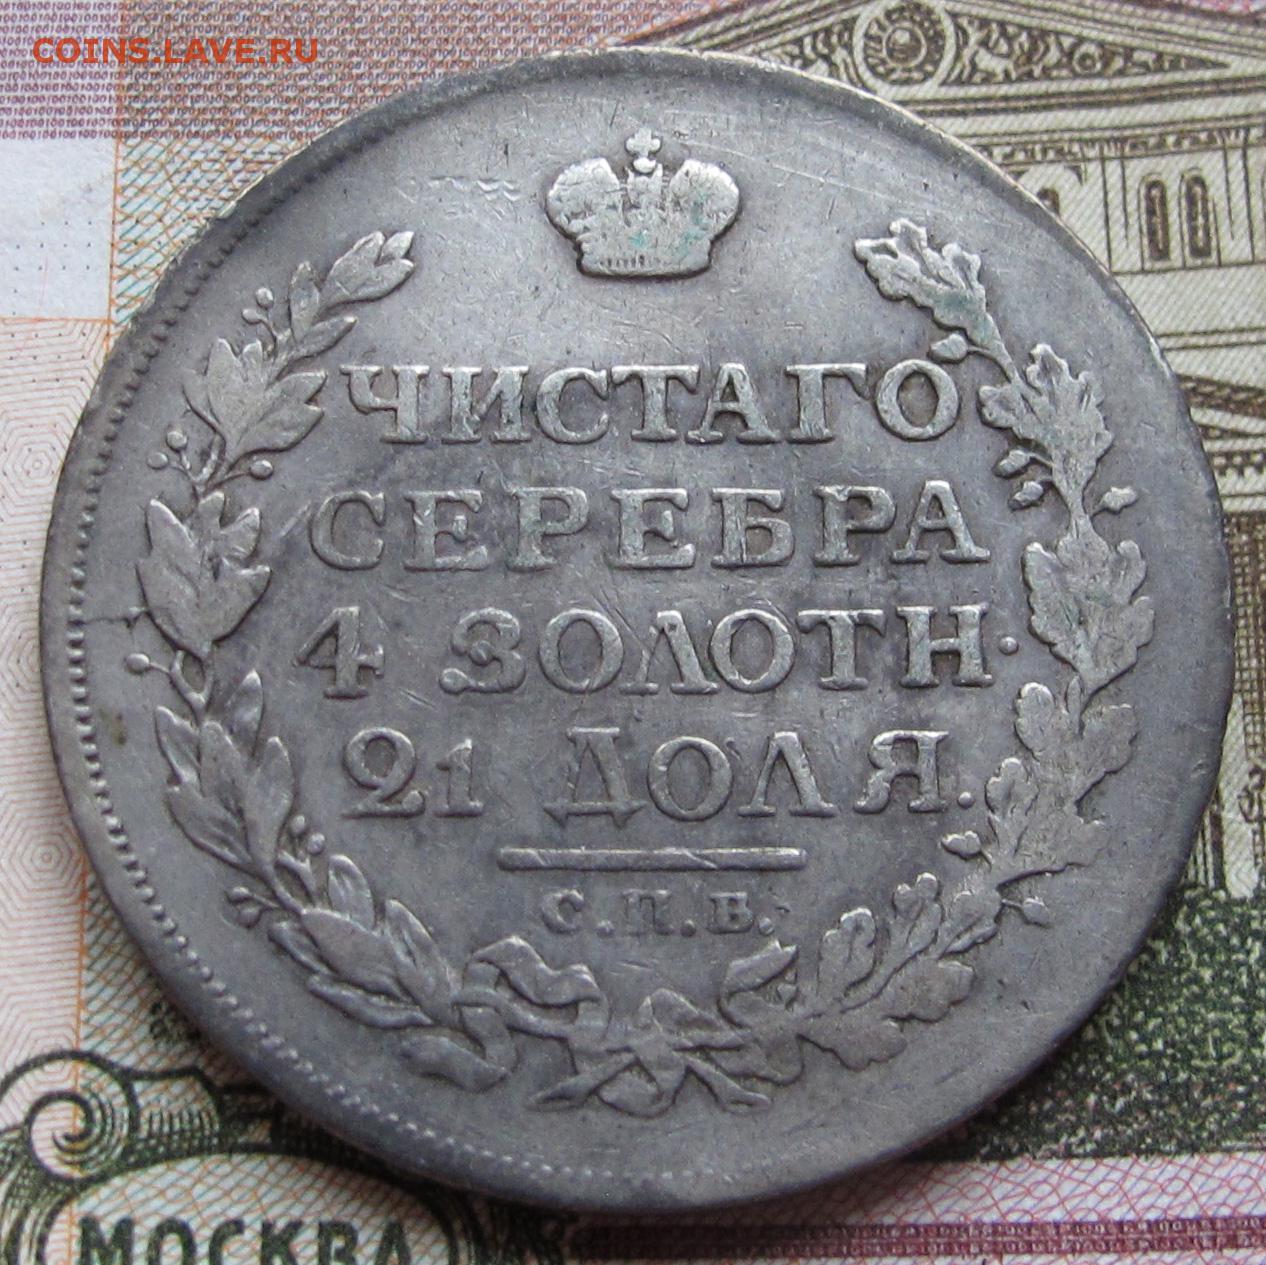 COINS.LAVE.RU
ЧИСТАГО
СЕРЕБРА
4 ЗОЛОТН.
21 ДОЛЯ.
С.П.Б.
МОСКВА